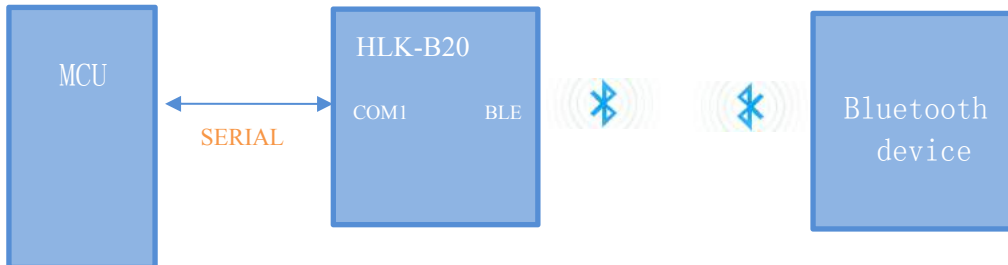 MCU
SERIAL
HLK-B20
COM1 BLE
Bluetooth
device